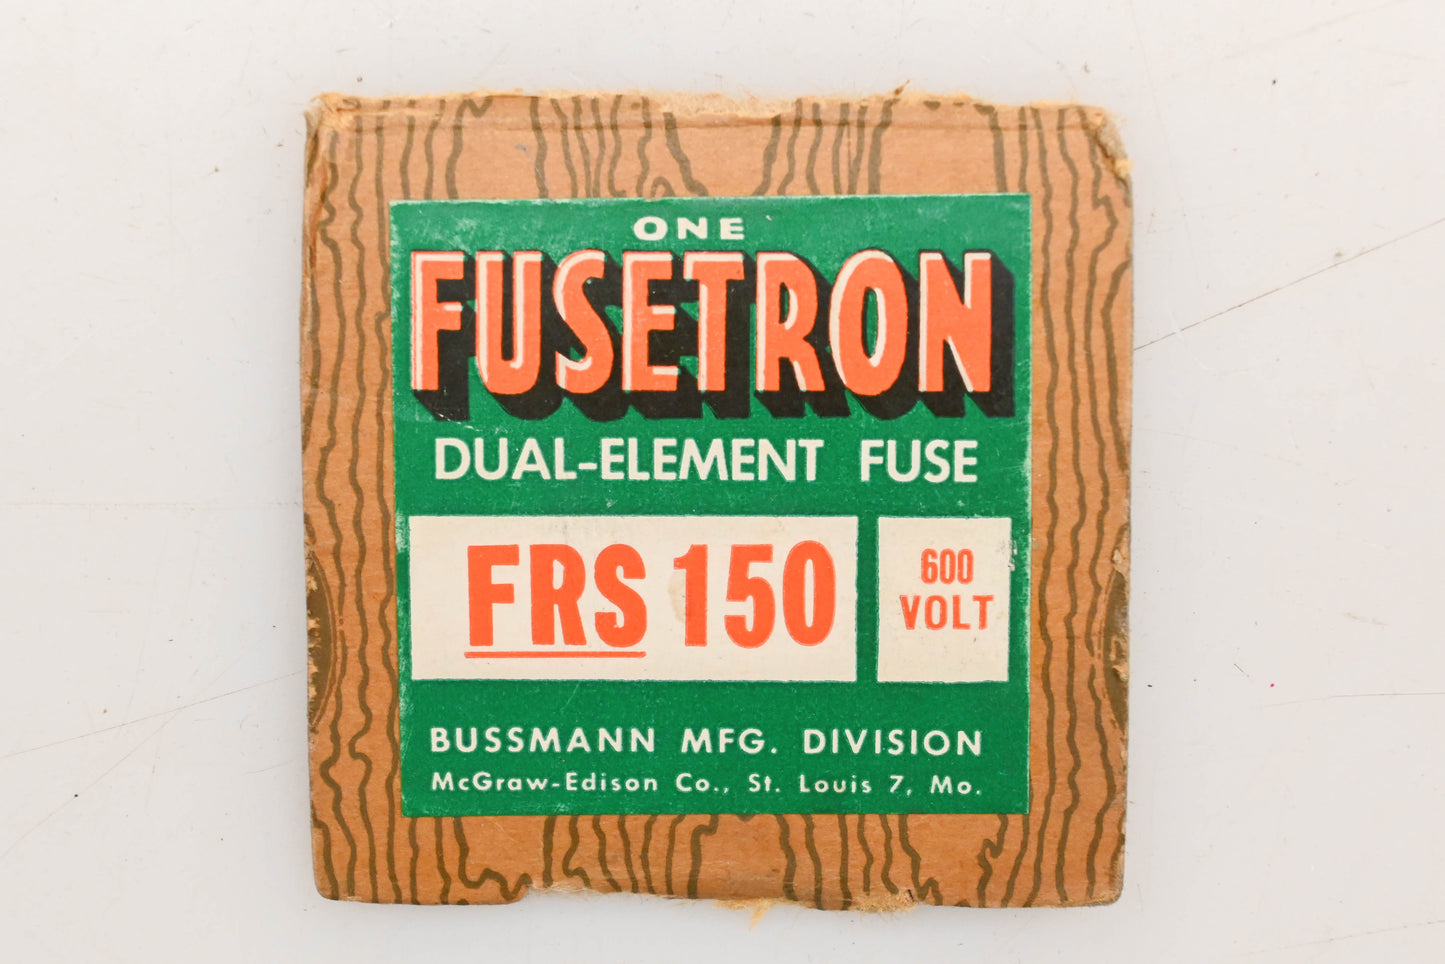 ONE
FUSETRON
DUAL-ELEMENT FUSE
FRS 150
600
VOLT
BUSSMANN MFG. DIVISION
McGraw-Edison Co., St. Louis 7, Mo.